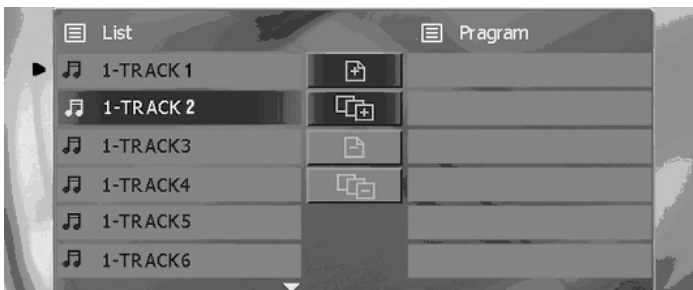 List Pragram
1-TRACK 1
1-TRACK 2
1-TRACK3
1-TRACK4
1-TRACK5
1-TRACK6